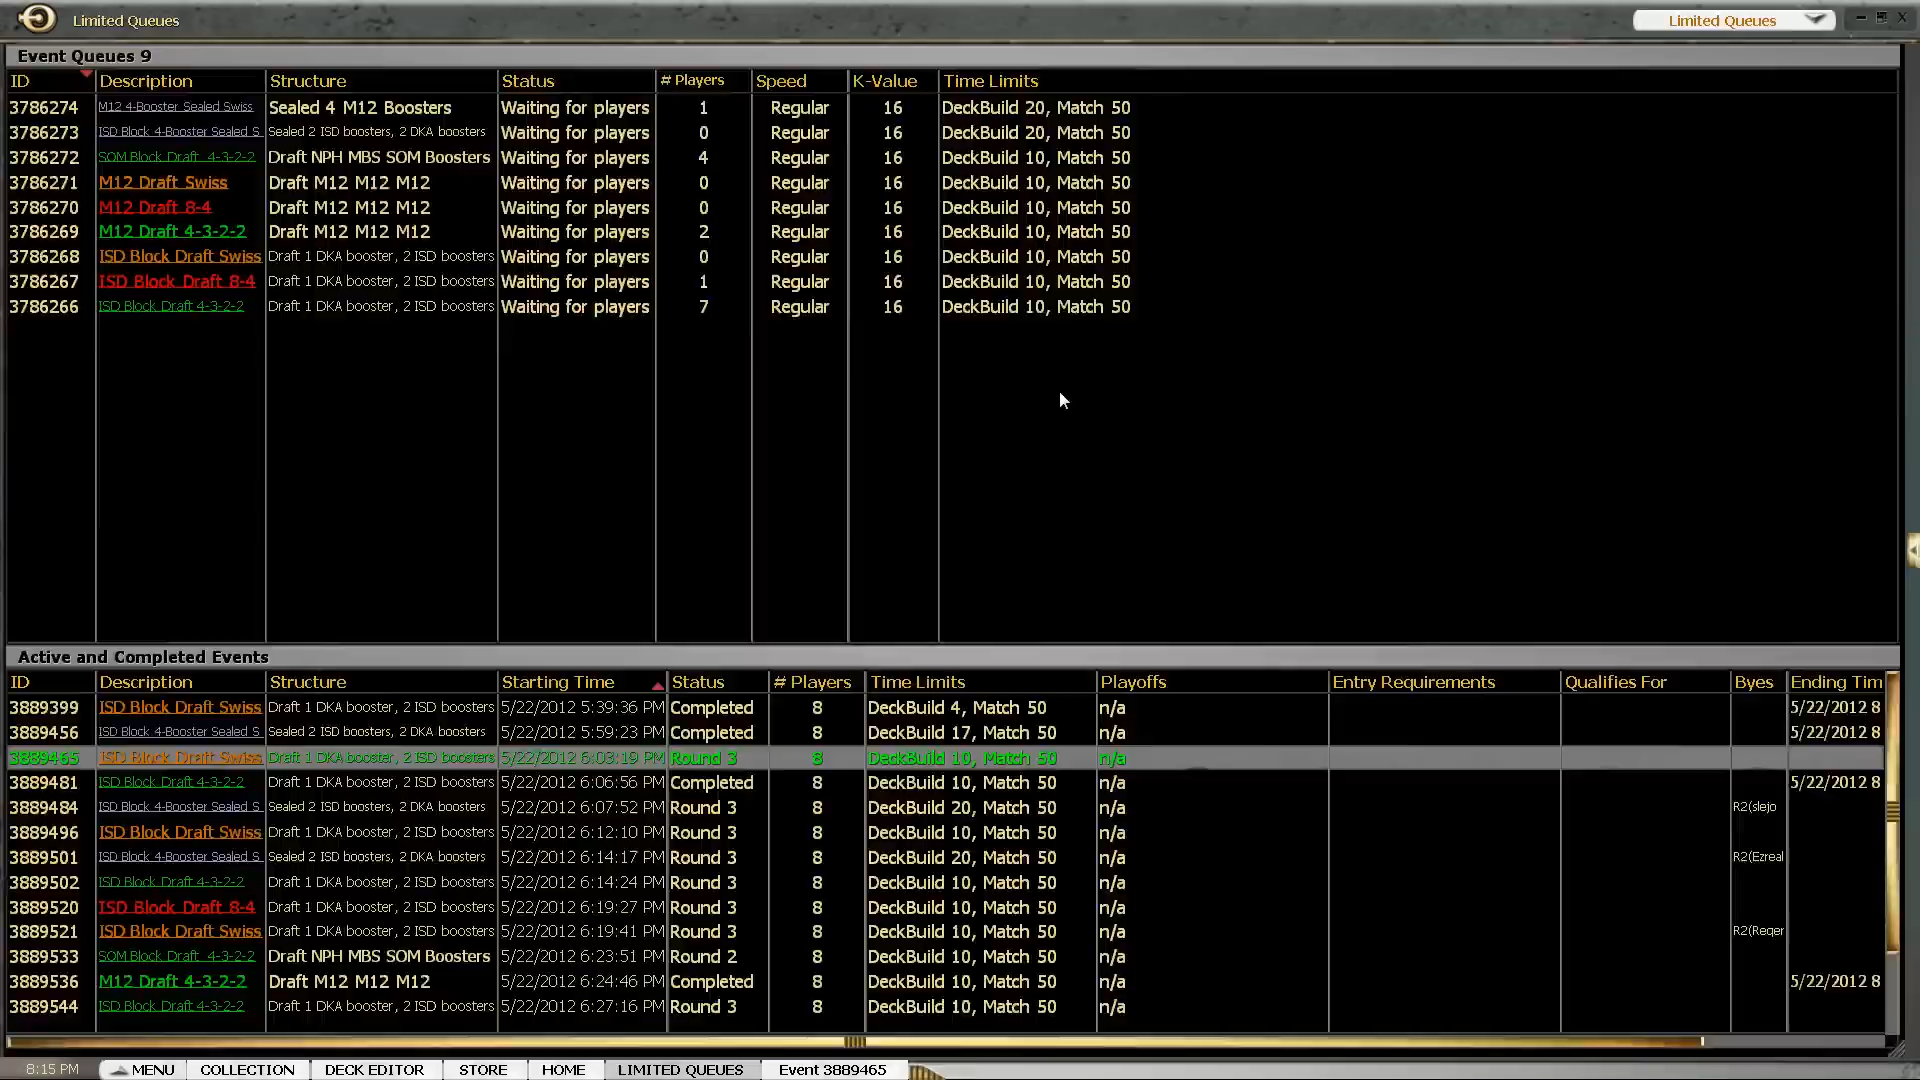 Limited Queues
Limited Queues
Event Queues 9
ID Description Structure Status # Players Speed K-Value Time Limits
3786274 M12 4-Booster Sealed Swiss Sealed 4 M12 Boosters Waiting for players 1 Regular 16 DeckBuild 20, Match 50
3786273 ISD Block 4-Booster Sealed S Sealed 2 ISD boosters, 2 DKA boosters Waiting for players 0 Regular 16 DeckBuild 20, Match 50
3786272 SOM Block Draft 4-3-2-2 Draft NPH MBS SOM Boosters Waiting for players 4 Regular 16 DeckBuild 10, Match 50
3786271 M12 Draft Swiss Draft M12 M12 M12 Waiting for players 0 Regular 16 DeckBuild 10, Match 50
3786270 M12 Draft 8-4 Draft M12 M12 M12 Waiting for players 0 Regular 16 DeckBuild 10, Match 50
3786269 M12 Draft 4-3-2-2 Draft M12 M12 M12 Waiting for players 2 Regular 16 DeckBuild 10, Match 50
3786268 ISD Block Draft Swiss Draft 1 DKA booster, 2 ISD boosters Waiting for players 0 Regular 16 DeckBuild 10, Match 50
3786267 ISD Block Draft 8-4 Draft 1 DKA booster, 2 ISD boosters Waiting for players 1 Regular 16 DeckBuild 10, Match 50
3786266 ISD Block Draft 4-3-2-2 Draft 1 DKA booster, 2 ISD boosters Waiting for players 7 Regular 16 DeckBuild 10, Match 50
Active and Completed Events
ID Description Structure Starting Time Status # Players Time Limits Playoffs Entry Requirements Qualifies For Byes Ending Tim
3889399 ISD Block Draft Swiss Draft 1 DKA booster, 2 ISD boosters 5/22/2012 5:39:36 PM Completed 8 DeckBuild 4, Match 50 n/a 5/22/2012 8
3889456 ISD Block 4-Booster Sealed S Sealed 2 ISD boosters, 2 DKA boosters 5/22/2012 5:59:23 PM Completed 8 DeckBuild 17, Match 50 n/a 5/22/2012 8
3889465 ISD Block Draft Swiss Draft 1 DKA booster, 2 ISD boosters 5/22/2012 6:03:19 PM Round 3 8 DeckBuild 10, Match 50 n/a
3889481 ISD Block Draft 4-3-2-2 Draft 1 DKA booster, 2 ISD boosters 5/22/2012 6:06:56 PM Completed 8 DeckBuild 10, Match 50 n/a 5/22/2012 8
3889484 ISD Block 4-Booster Sealed S Sealed 2 ISD boosters, 2 DKA boosters 5/22/2012 6:07:52 PM Round 3 8 DeckBuild 20, Match 50 n/a R2(slejo
3889496 ISD Block Draft Swiss Draft 1 DKA booster, 2 ISD boosters 5/22/2012 6:12:10 PM Round 3 8 DeckBuild 10, Match 50 n/a
3889501 ISD Block 4-Booster Sealed S Sealed 2 ISD boosters, 2 DKA boosters 5/22/2012 6:14:17 PM Round 3 8 DeckBuild 20, Match 50 n/a R2(Ezreal
3889502 ISD Block Draft 4-3-2-2 Draft 1 DKA booster, 2 ISD boosters 5/22/2012 6:14:24 PM Round 3 8 DeckBuild 10, Match 50 n/a
3889520 ISD Block Draft 8-4 Draft 1 DKA booster, 2 ISD boosters 5/22/2012 6:19:27 PM Round 3 8 DeckBuild 10, Match 50 n/a
3889521 ISD Block Draft Swiss Draft 1 DKA booster, 2 ISD boosters 5/22/2012 6:19:41 PM Round 3 8 DeckBuild 10, Match 50 n/a R2(Reqer
3889533 SOM Block Draft 4-3-2-2 Draft NPH MBS SOM Boosters 5/22/2012 6:23:51 PM Round 2 8 DeckBuild 10, Match 50 n/a
3889536 M12 Draft 4-3-2-2 Draft M12 M12 M12 5/22/2012 6:24:46 PM Completed 8 DeckBuild 10, Match 50 n/a 5/22/2012 8
3889544 ISD Block Draft 4-3-2-2 Draft 1 DKA booster, 2 ISD boosters 5/22/2012 6:27:16 PM Round 3 8 DeckBuild 10, Match 50 n/a
8:15 PM MENU COLLECTION DECK EDITOR STORE HOME LIMITED QUEUES Event 3889465